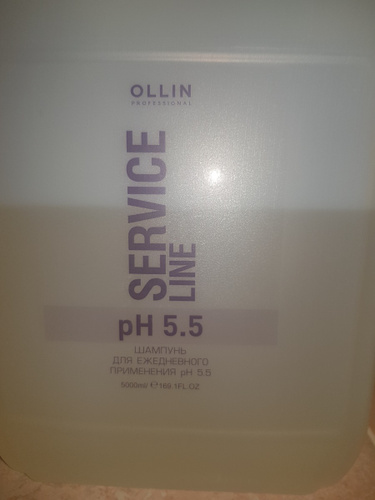 OLLIN
PROFESSIONAL
SERVICE
LINE
pH 5.5
ШАМПУНЬ
ДЛЯ ЕЖЕДНЕВНОГО
ПРИМЕНЕНИЯ pH 5.5
5000ml ℮169.1FL.OZ